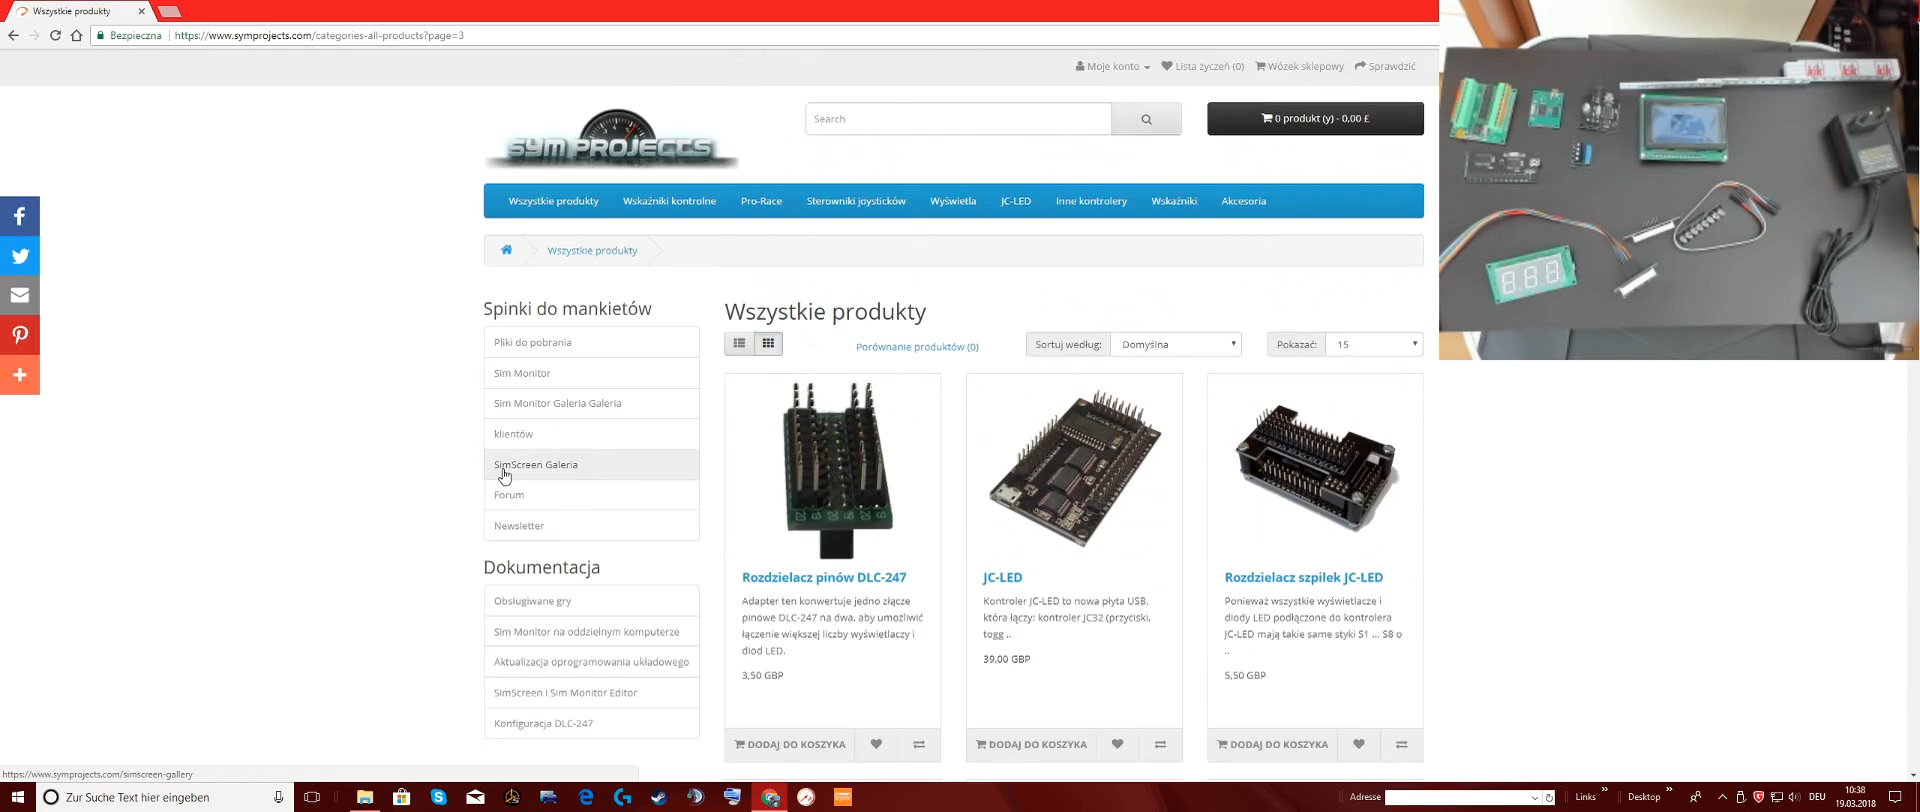 Wszystkie produkty
Bezpieczna https://www.symprojects.com/categories-all-products?page=3
Moje konto Lista życzeń (0) Wózek sklepowy Sprawdzić
SYM PROJECTS
Search
0 produkt (y) - 0,00 £
Wszystkie produkty Wskaźniki kontrolne Pro-Race Sterowniki joysticków Wyświetla JC-LED Inne kontrolery Wskaźniki Akcesoria
Wszystkie produkty
Spinki do mankietów
Pliki do pobrania
Sim Monitor
Sim Monitor Galeria Galeria
klientów
SimScreen Galeria
Forum
Newsletter
Dokumentacja
Obsługiwane gry
Sim Monitor na oddzielnym komputerze
Aktualizacja oprogramowania układowego
SimScreen i Sim Monitor Editor
Konfiguracja DLC-247
Wszystkie produkty
Porównanie produktów (0)
Sortuj według: Domyślna
Pokazać: 15
Rozdzielacz pinów DLC-247
Adapter ten konwertuje jedno złącze
pinowe DLC-247 na dwa, aby umożliwić
łączenie większej liczby wyświetlaczy i
diod LED.
3,50 GBP
DODAJ DO KOSZYKA
JC-LED
Kontroler JC-LED to nowa płyta USB,
która łączy: kontroler JC32 (przyciski,
togg ..
39,00 GBP
DODAJ DO KOSZYKA
Rozdzielacz szpilek JC-LED
Ponieważ wszystkie wyświetlacze i
diody LED podłączone do kontrolera
JC-LED mają takie same styki S1 ... S8 o
..
5,50 GBP
DODAJ DO KOSZYKA
kik kik kik
8.8.8.
https://www.symprojects.com/simscreen-gallery
Zur Suche Text hier eingeben
Adresse
Links
Desktop
DEU
10:38
19.03.2018